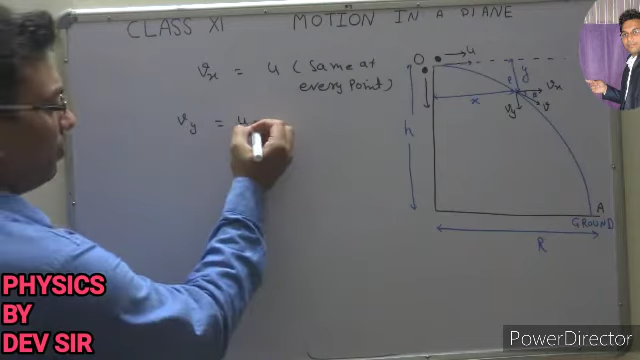 CLASS XI MOTION IN A PLANE
vx = u (same at
every point)
vy = u
O u
P y
x vx
θ
vy v
h
A
GROUND
R
PHYSICS
BY
DEV SIR
PowerDirector